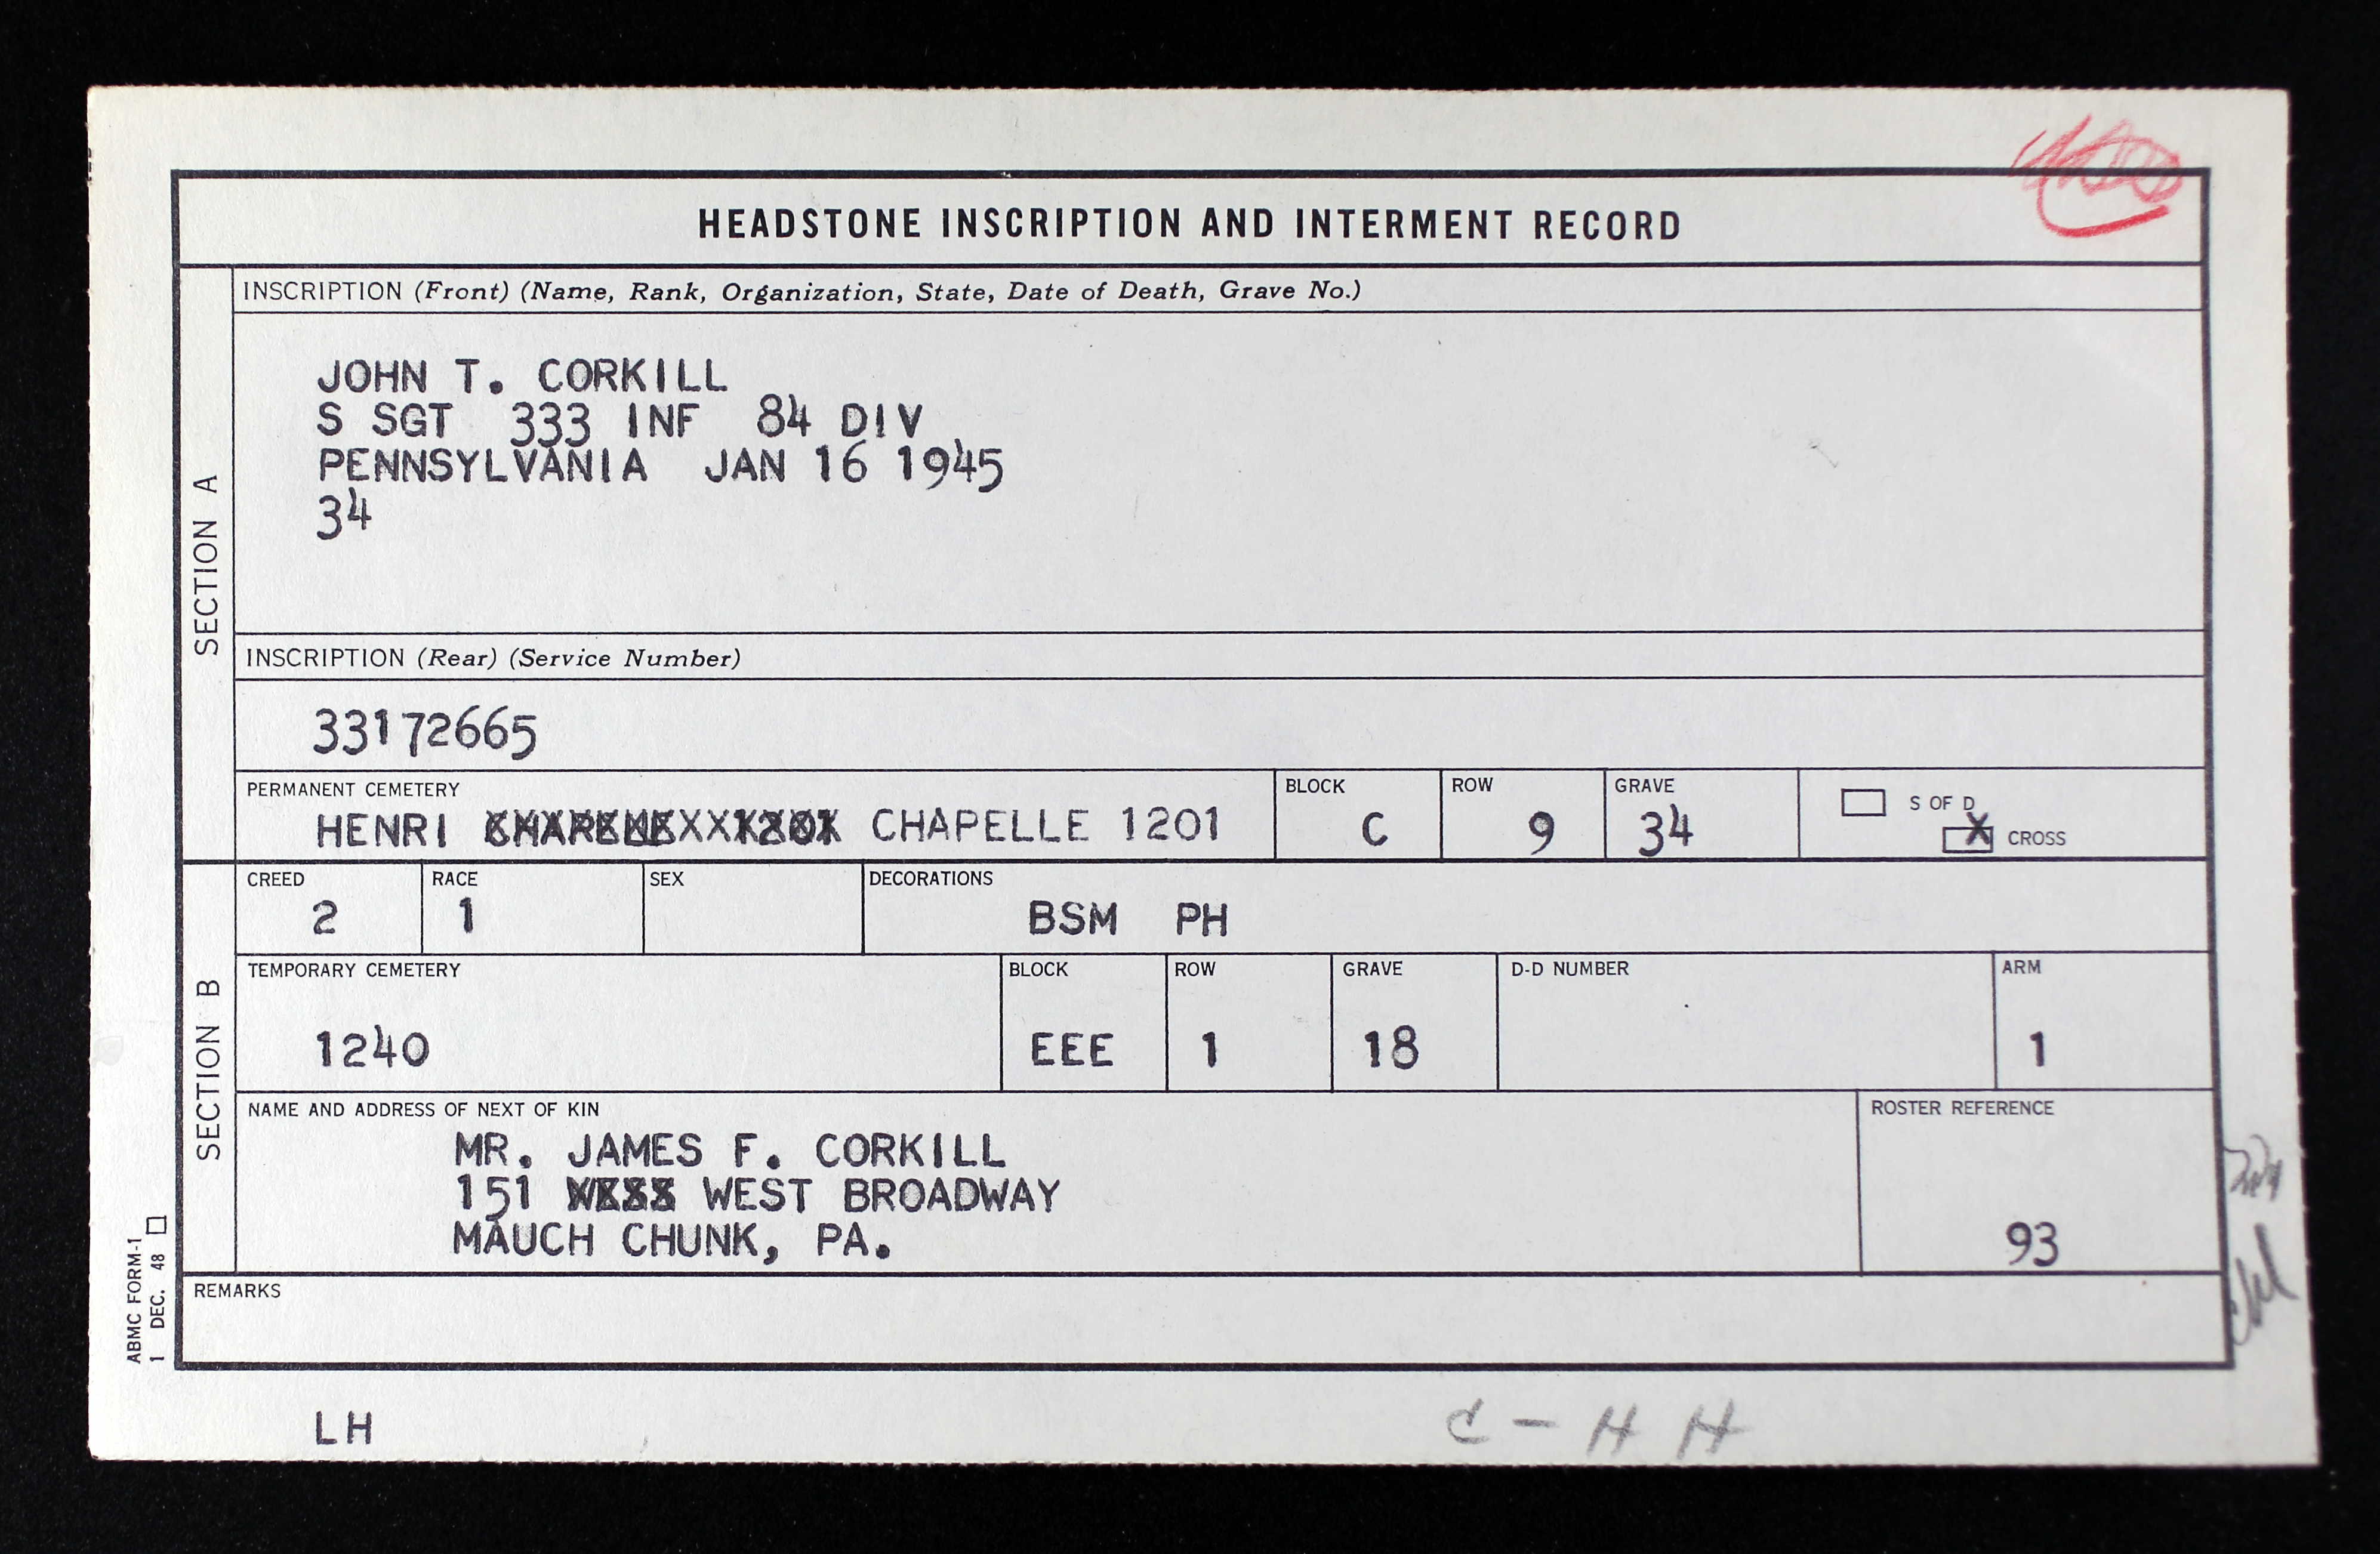 HEADSTONE INSCRIPTION AND INTERMENT RECORD
SECTION A
INSCRIPTION (Front) (Name, Rank, Organization, State, Date of Death, Grave No.)
JOHN T. CORKILL
S SGT 333 INF 84 DIV
PENNSYLVANIA JAN 16 1945
34
INSCRIPTION (Rear) (Service Number)
33172665
PERMANENT CEMETERY BLOCK ROW GRAVE
HENRI CHAPELLE 1201 C 9 34
S OF D
X CROSS
SECTION B
CREED RACE SEX DECORATIONS
2 1 BSM PH
TEMPORARY CEMETERY BLOCK ROW GRAVE D-D NUMBER ARM
1240 EEE 1 18 1
NAME AND ADDRESS OF NEXT OF KIN ROSTER REFERENCE
MR. JAMES F. CORKILL
151 WEST BROADWAY
MAUCH CHUNK, PA.
93
REMARKS
ABMC FORM-1
1 DEC. 48
LH
C - H H